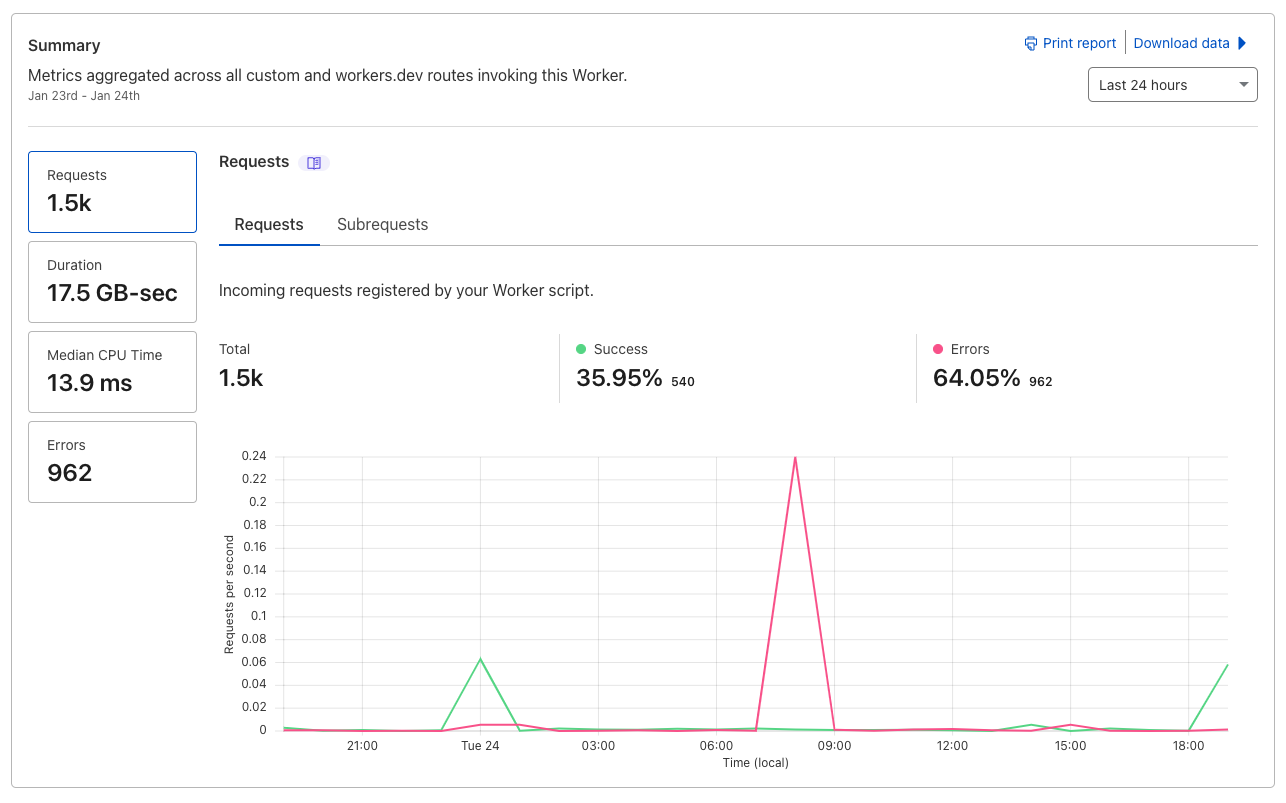 Summary
Print report
Download data
Metrics aggregated across all custom and workers.dev routes invoking this Worker.
Jan 23rd - Jan 24th
Last 24 hours
Requests
1.5k
Duration
17.5 GB-sec
Median CPU Time
13.9 ms
Errors
962
Requests
Requests
Subrequests
Incoming requests registered by your Worker script.
Total
1.5k
Success
35.95% 540
Errors
64.05% 962
Requests per second
0.24
0.22
0.2
0.18
0.16
0.14
0.12
0.1
0.08
0.06
0.04
0.02
0
21:00
Tue 24
03:00
06:00
09:00
12:00
15:00
18:00
Time (local)